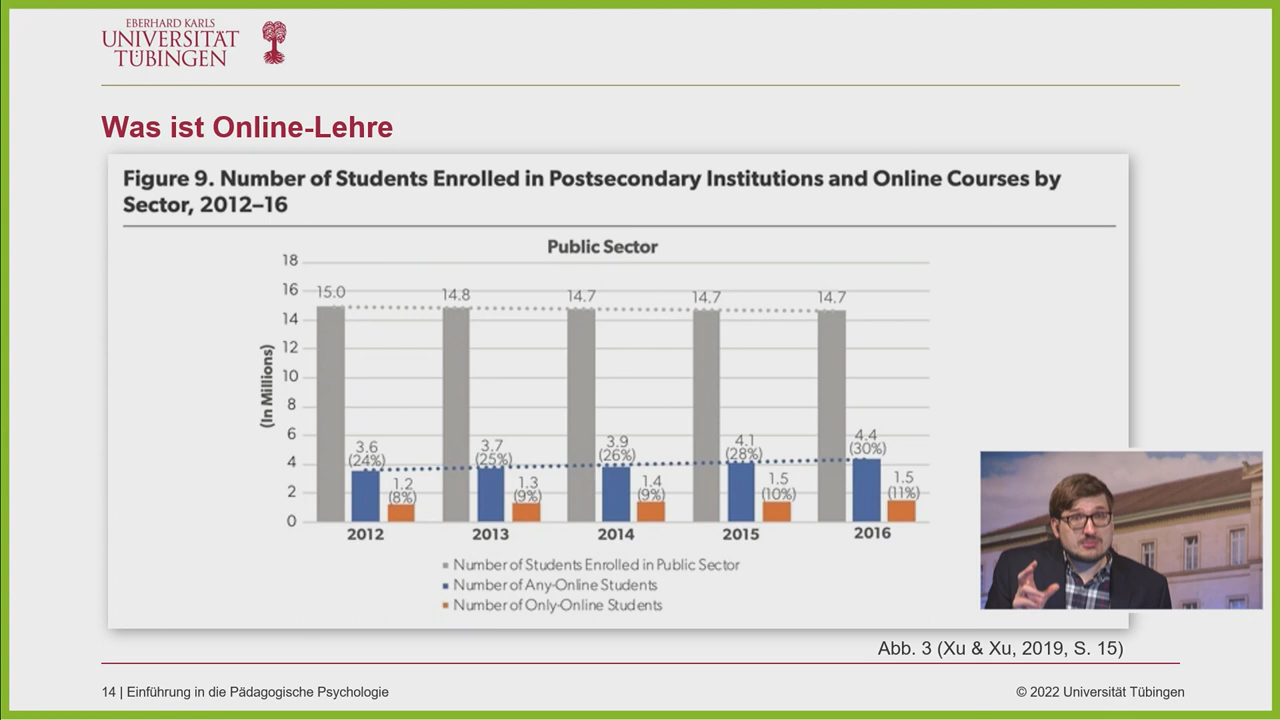 EBERHARD KARLS
UNIVERSITÄT
TÜBINGEN
Was ist Online-Lehre
Figure 9. Number of Students Enrolled in Postsecondary Institutions and Online Courses by
Sector, 2012–16
Public Sector
(In Millions)
18
16
14
12
10
8
6
4
2
0
15.0
14.8
14.7
14.7
14.7
3.6
(24%)
1.2
(8%)
3.7
(25%)
1.3
(9%)
3.9
(26%)
1.4
(9%)
4.1
(28%)
1.5
(10%)
4.4
(30%)
1.5
(11%)
2012
2013
2014
2015
2016
Number of Students Enrolled in Public Sector
Number of Any-Online Students
Number of Only-Online Students
Abb. 3 (Xu & Xu, 2019, S. 15)
14 | Einführung in die Pädagogische Psychologie
© 2022 Universität Tübingen